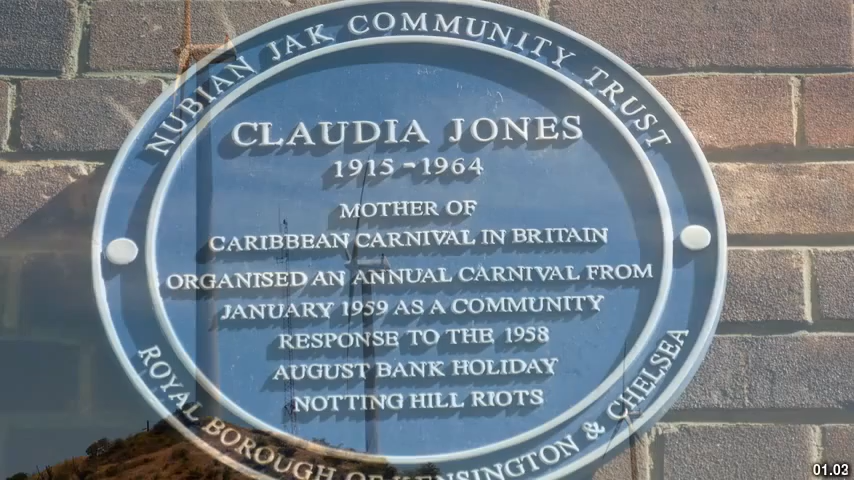 NUBIAN JAK COMMUNITY TRUST
CLAUDIA JONES
1915-1964
MOTHER OF
CARIBBEAN CARNIVAL IN BRITAIN
ORGANISED AN ANNUAL CARNIVAL FROM
JANUARY 1959 AS A COMMUNITY
RESPONSE TO THE 1958
AUGUST BANK HOLIDAY
NOTTING HILL RIOTS
ROYAL BOROUGH OF KENSINGTON & CHELSEA
01.02